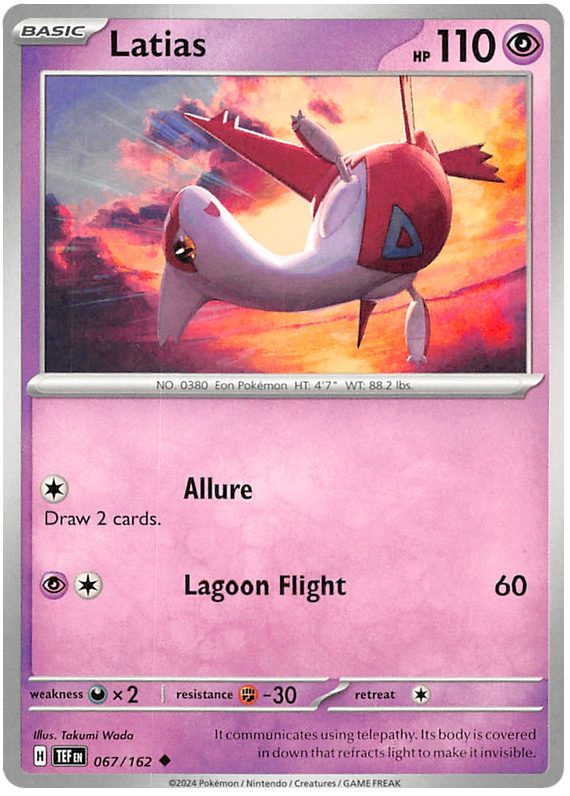 BASIC
Latias
HP 110
NO. 0380 Eon Pokémon HT: 4'7" WT: 88.2 lbs.
Allure
Draw 2 cards.
Lagoon Flight 60
weakness ×2 resistance -30 retreat
Illus. Takumi Wada
It communicates using telepathy. Its body is covered
in down that refracts light to make it invisible.
H TEF EN 067/162
©2024 Pokémon / Nintendo / Creatures / GAME FREAK